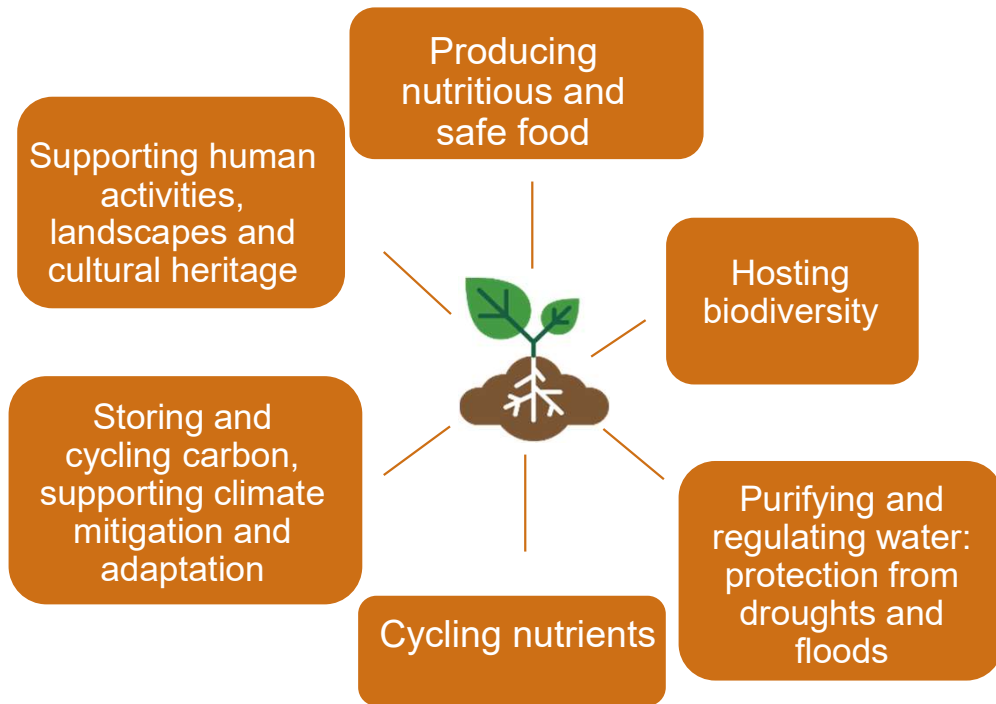 Producing
nutritious and
safe food
Supporting human
activities,
landscapes and
cultural heritage
Hosting
biodiversity
Storing and
cycling carbon,
supporting climate
mitigation and
adaptation
Purifying and
regulating water:
protection from
droughts and
floods
Cycling nutrients